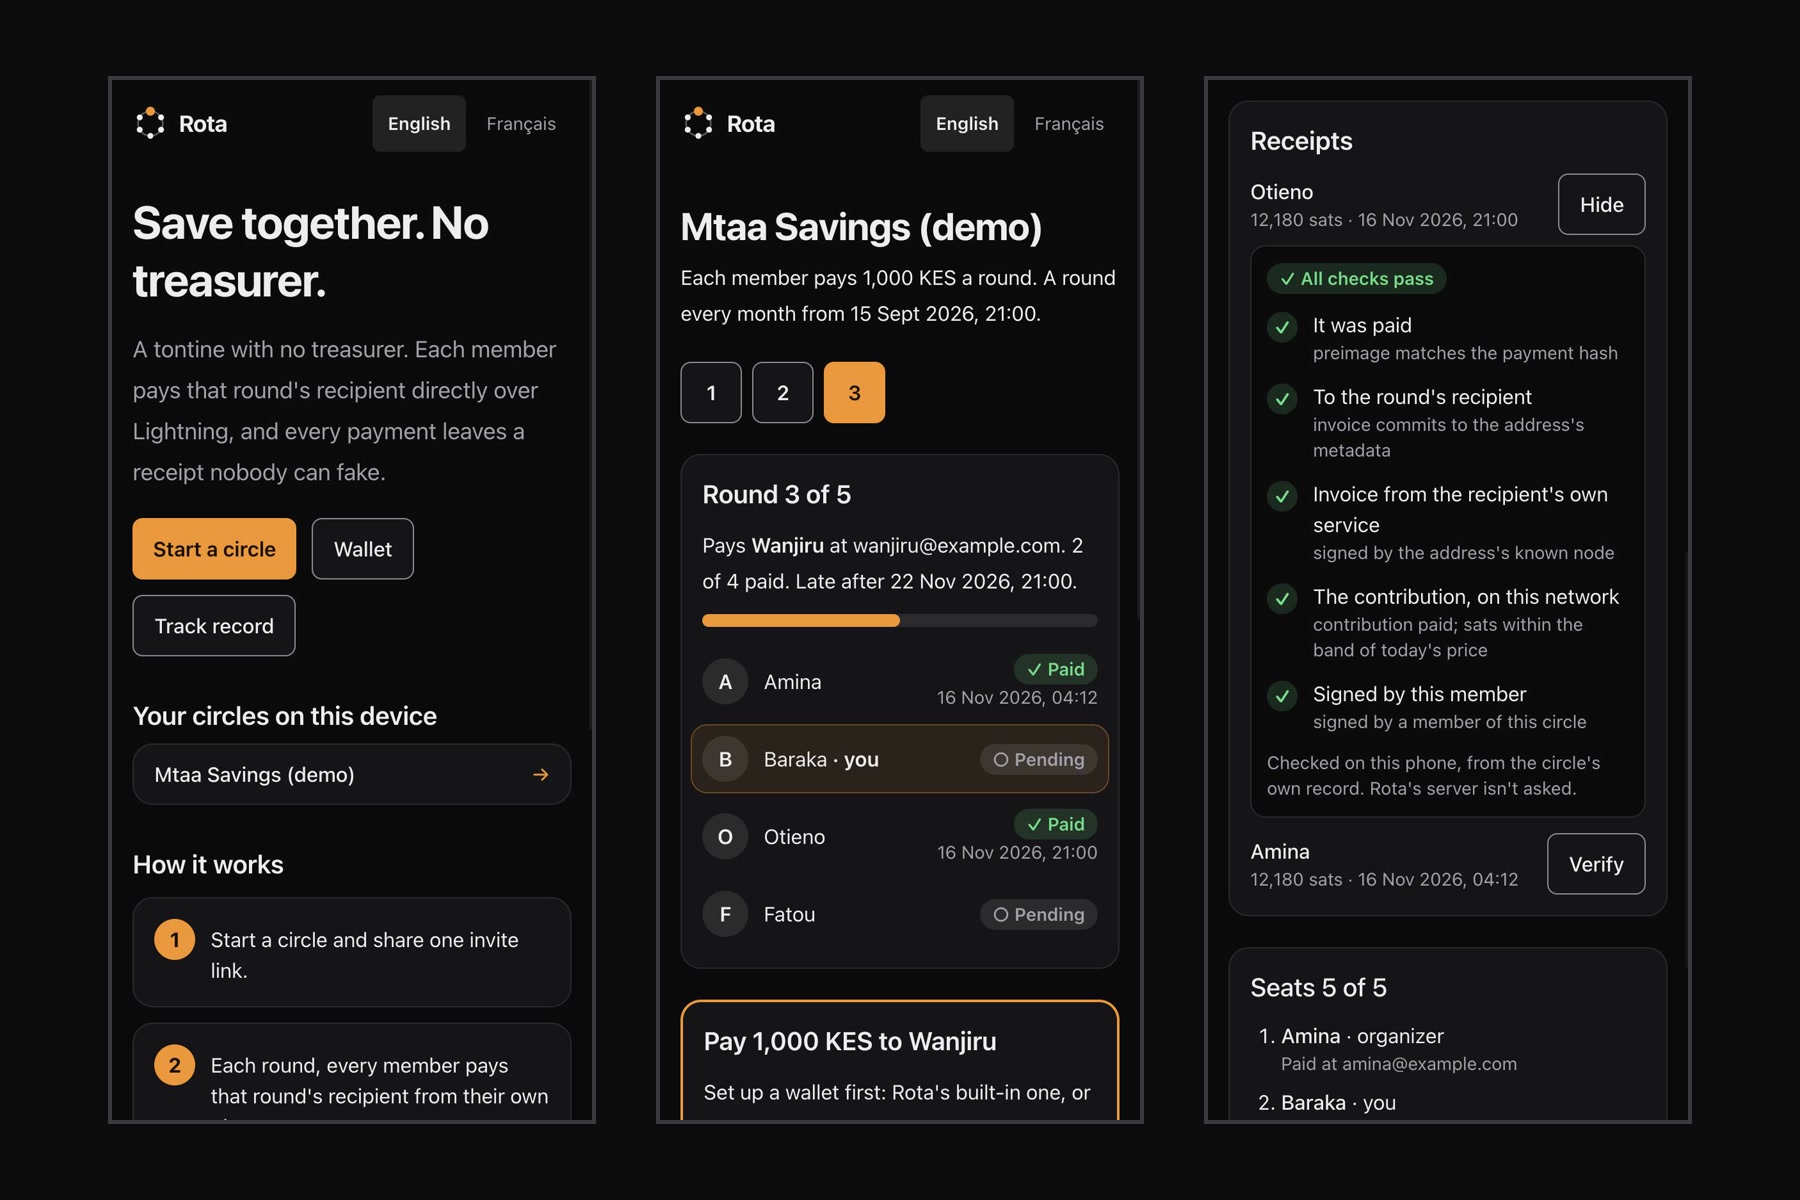 Rota
English
Français
Save together. No
treasurer.
A tontine with no treasurer. Each member
pays that round's recipient directly over
Lightning, and every payment leaves a
receipt nobody can fake.
Start a circle
Wallet
Track record
Your circles on this device
Mtaa Savings (demo)
How it works
1
Start a circle and share one invite
link.
2
Each round, every member pays
that round's recipient from their own
Rota
English
Français
Mtaa Savings (demo)
Each member pays 1,000 KES a round. A round
every month from 15 Sept 2026, 21:00.
1
2
3
Round 3 of 5
Pays Wanjiru at wanjiru@example.com. 2
of 4 paid. Late after 22 Nov 2026, 21:00.
A
Amina
Paid
16 Nov 2026, 04:12
B
Baraka · you
Pending
O
Otieno
Paid
16 Nov 2026, 21:00
F
Fatou
Pending
Pay 1,000 KES to Wanjiru
Set up a wallet first: Rota's built-in one, or
Receipts
Otieno
12,180 sats · 16 Nov 2026, 21:00
Hide
All checks pass
It was paid
preimage matches the payment hash
To the round's recipient
invoice commits to the address's
metadata
Invoice from the recipient's own
service
signed by the address's known node
The contribution, on this network
contribution paid; sats within the
band of today's price
Signed by this member
signed by a member of this circle
Checked on this phone, from the circle's
own record. Rota's server isn't asked.
Amina
12,180 sats · 16 Nov 2026, 04:12
Verify
Seats 5 of 5
1. Amina · organizer
Paid at amina@example.com
2. Baraka · you